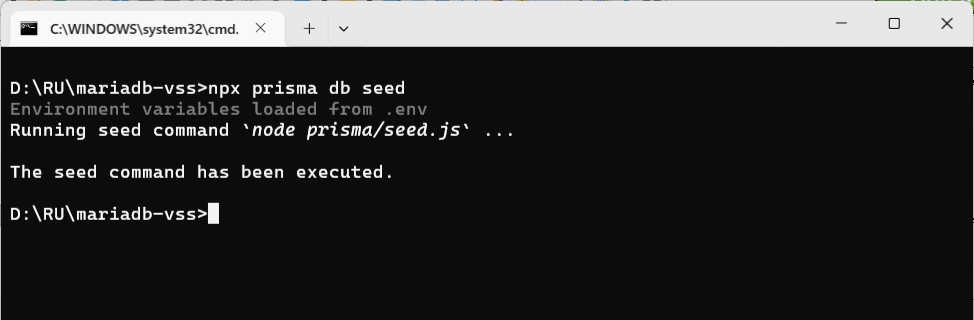 C:\WINDOWS\system32\cmd.
D:\RU\mariadb-vss>npx prisma db seed
Environment variables loaded from .env
Running seed command `node prisma/seed.js` ...
The seed command has been executed.
D:\RU\mariadb-vss>